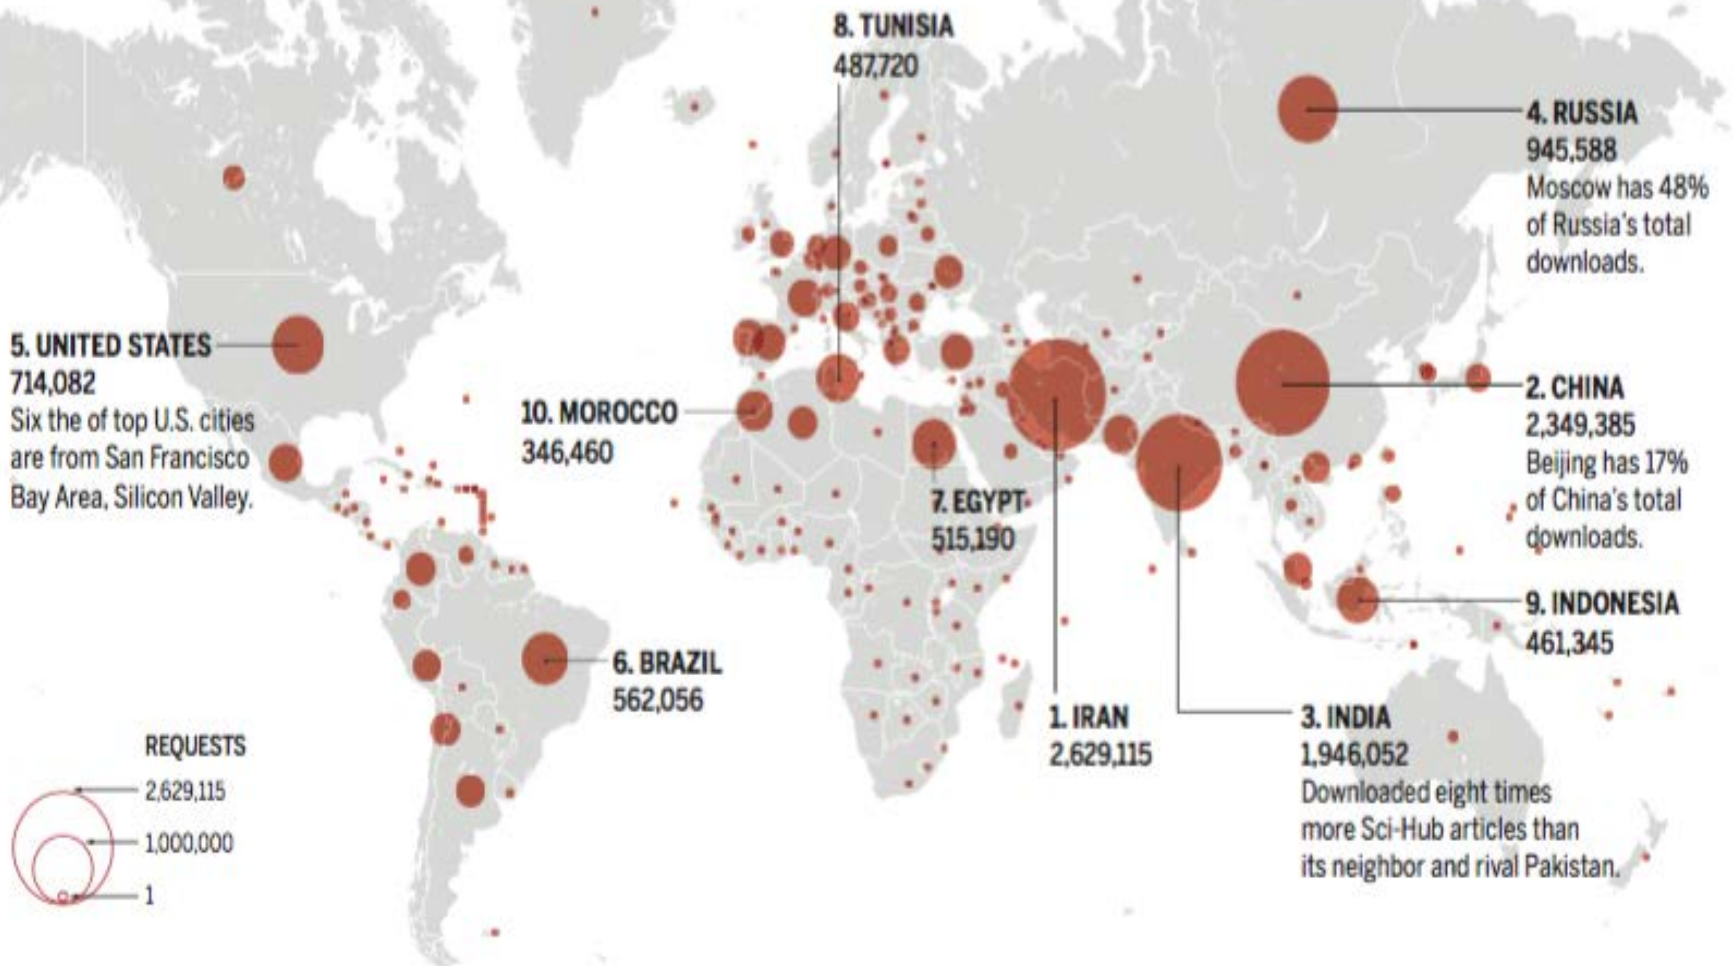 8. TUNISIA
487,720
4. RUSSIA
945,588
Moscow has 48%
of Russia's total
downloads.
5. UNITED STATES
714,082
Six the of top U.S. cities
are from San Francisco
Bay Area, Silicon Valley.
10. MOROCCO
346,460
2. CHINA
2,349,385
Beijing has 17%
of China's total
downloads.
7. EGYPT
515,190
9. INDONESIA
461,345
6. BRAZIL
562,056
1. IRAN
2,629,115
3. INDIA
1,946,052
Downloaded eight times
more Sci-Hub articles than
its neighbor and rival Pakistan.
REQUESTS
2,629,115
1,000,000
1